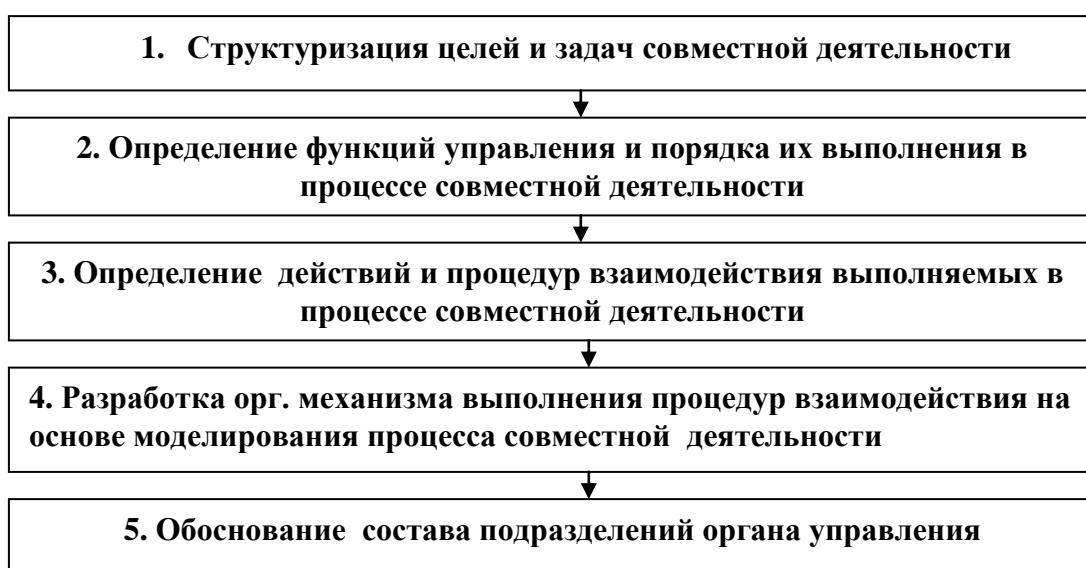 1. Структуризация целей и задач совместной деятельности
2. Определение функций управления и порядка их выполнения в
процессе совместной деятельности
3. Определение действий и процедур взаимодействия выполняемых в
процессе совместной деятельности
4. Разработка орг. механизма выполнения процедур взаимодействия на
основе моделирования процесса совместной деятельности
5. Обоснование состава подразделений органа управления